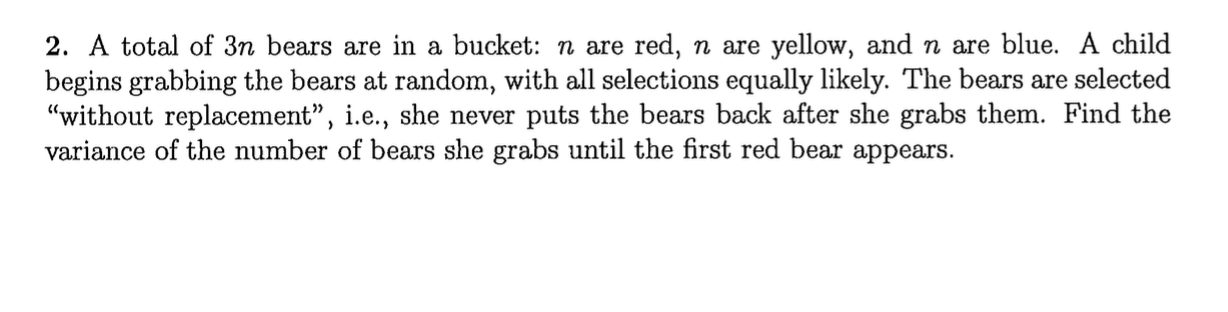 2. A total of 3n bears are in a bucket: n are red, n are yellow, and n are blue. A child
begins grabbing the bears at random, with all selections equally likely. The bears are selected
“without replacement”, i.e., she never puts the bears back after she grabs them. Find the
variance of the number of bears she grabs until the first red bear appears.